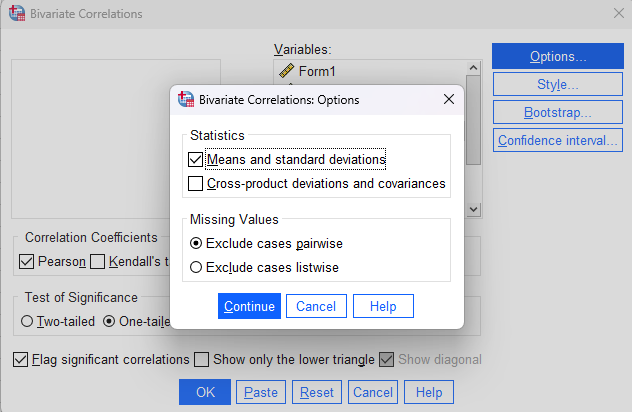 Bivariate Correlations
Variables:
Form1
Options...
Style...
Bootstrap...
Confidence interval...
Bivariate Correlations: Options
Statistics
Means and standard deviations
Cross-product deviations and covariances
Missing Values
Exclude cases pairwise
Exclude cases listwise
Continue Cancel Help
Correlation Coefficients
Pearson Kendall's t
Test of Significance
Two-tailed One-taile
Flag significant correlations Show only the lower triangle Show diagonal
OK Paste Reset Cancel Help